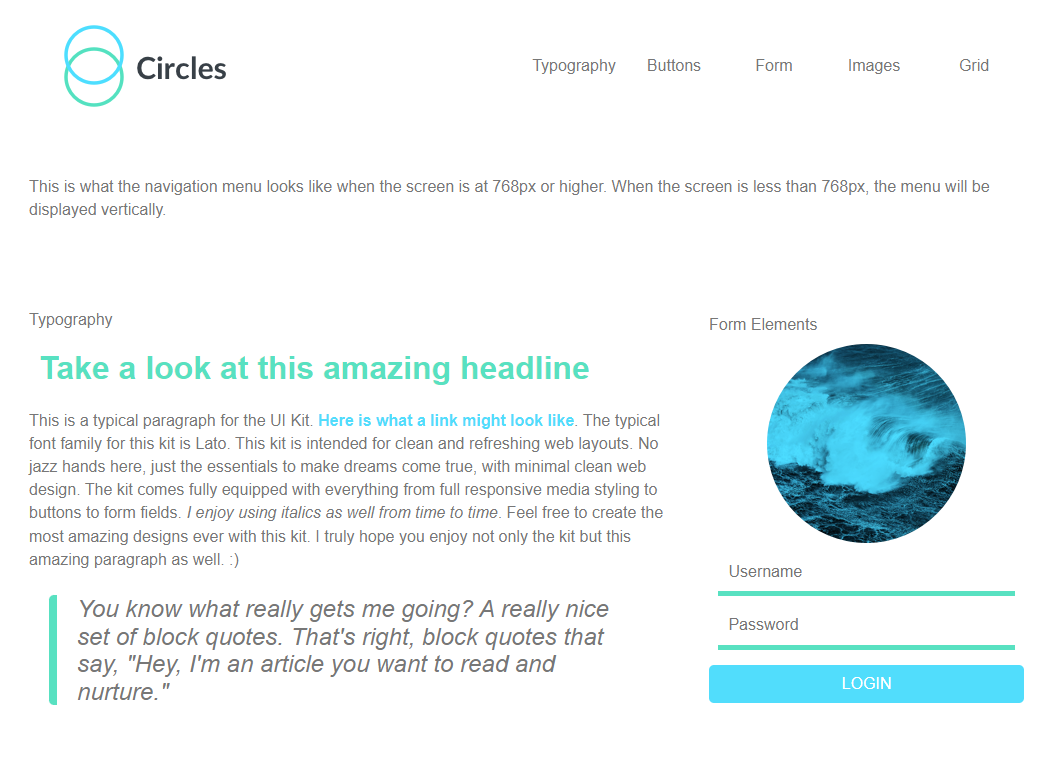 Circles
Typography Buttons Form Images Grid
This is what the navigation menu looks like when the screen is at 768px or higher. When the screen is less than 768px, the menu will be
displayed vertically.
Typography
Take a look at this amazing headline
This is a typical paragraph for the UI Kit. Here is what a link might look like. The typical
font family for this kit is Lato. This kit is intended for clean and refreshing web layouts. No
jazz hands here, just the essentials to make dreams come true, with minimal clean web
design. The kit comes fully equipped with everything from full responsive media styling to
buttons to form fields. I enjoy using italics as well from time to time. Feel free to create the
most amazing designs ever with this kit. I truly hope you enjoy not only the kit but this
amazing paragraph as well. :)
You know what really gets me going? A really nice
set of block quotes. That's right, block quotes that
say, "Hey, I'm an article you want to read and
nurture."
Form Elements
Username
Password
LOGIN